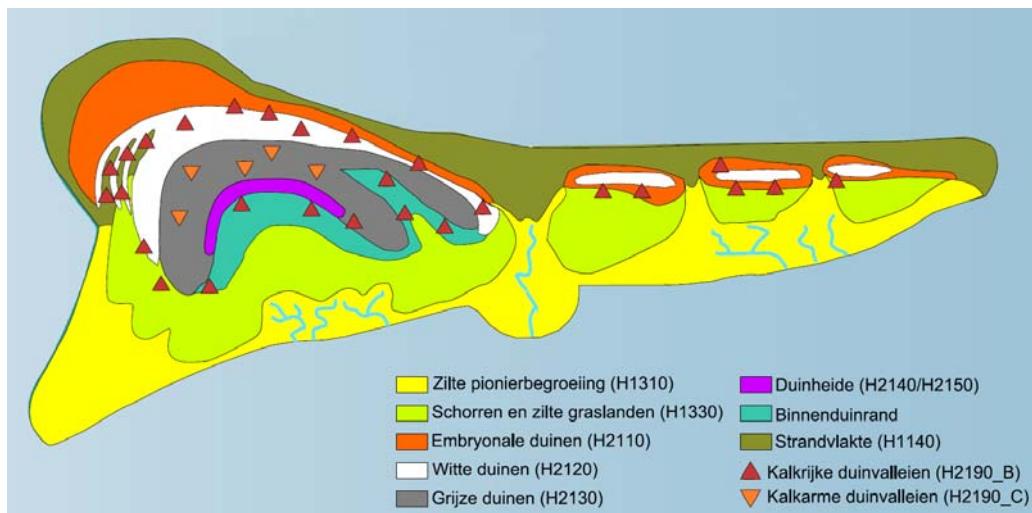 Zilte pionierbegroeiing (H1310)
Schorren en zilte graslanden (H1330)
Embryonale duinen (H2110)
Witte duinen (H2120)
Grijze duinen (H2130)
Duinheide (H2140/H2150)
Binnenduinrand
Strandvlakte (H1140)
Kalkrijke duinvalleien (H2190_B)
Kalkarme duinvalleien (H2190_C)